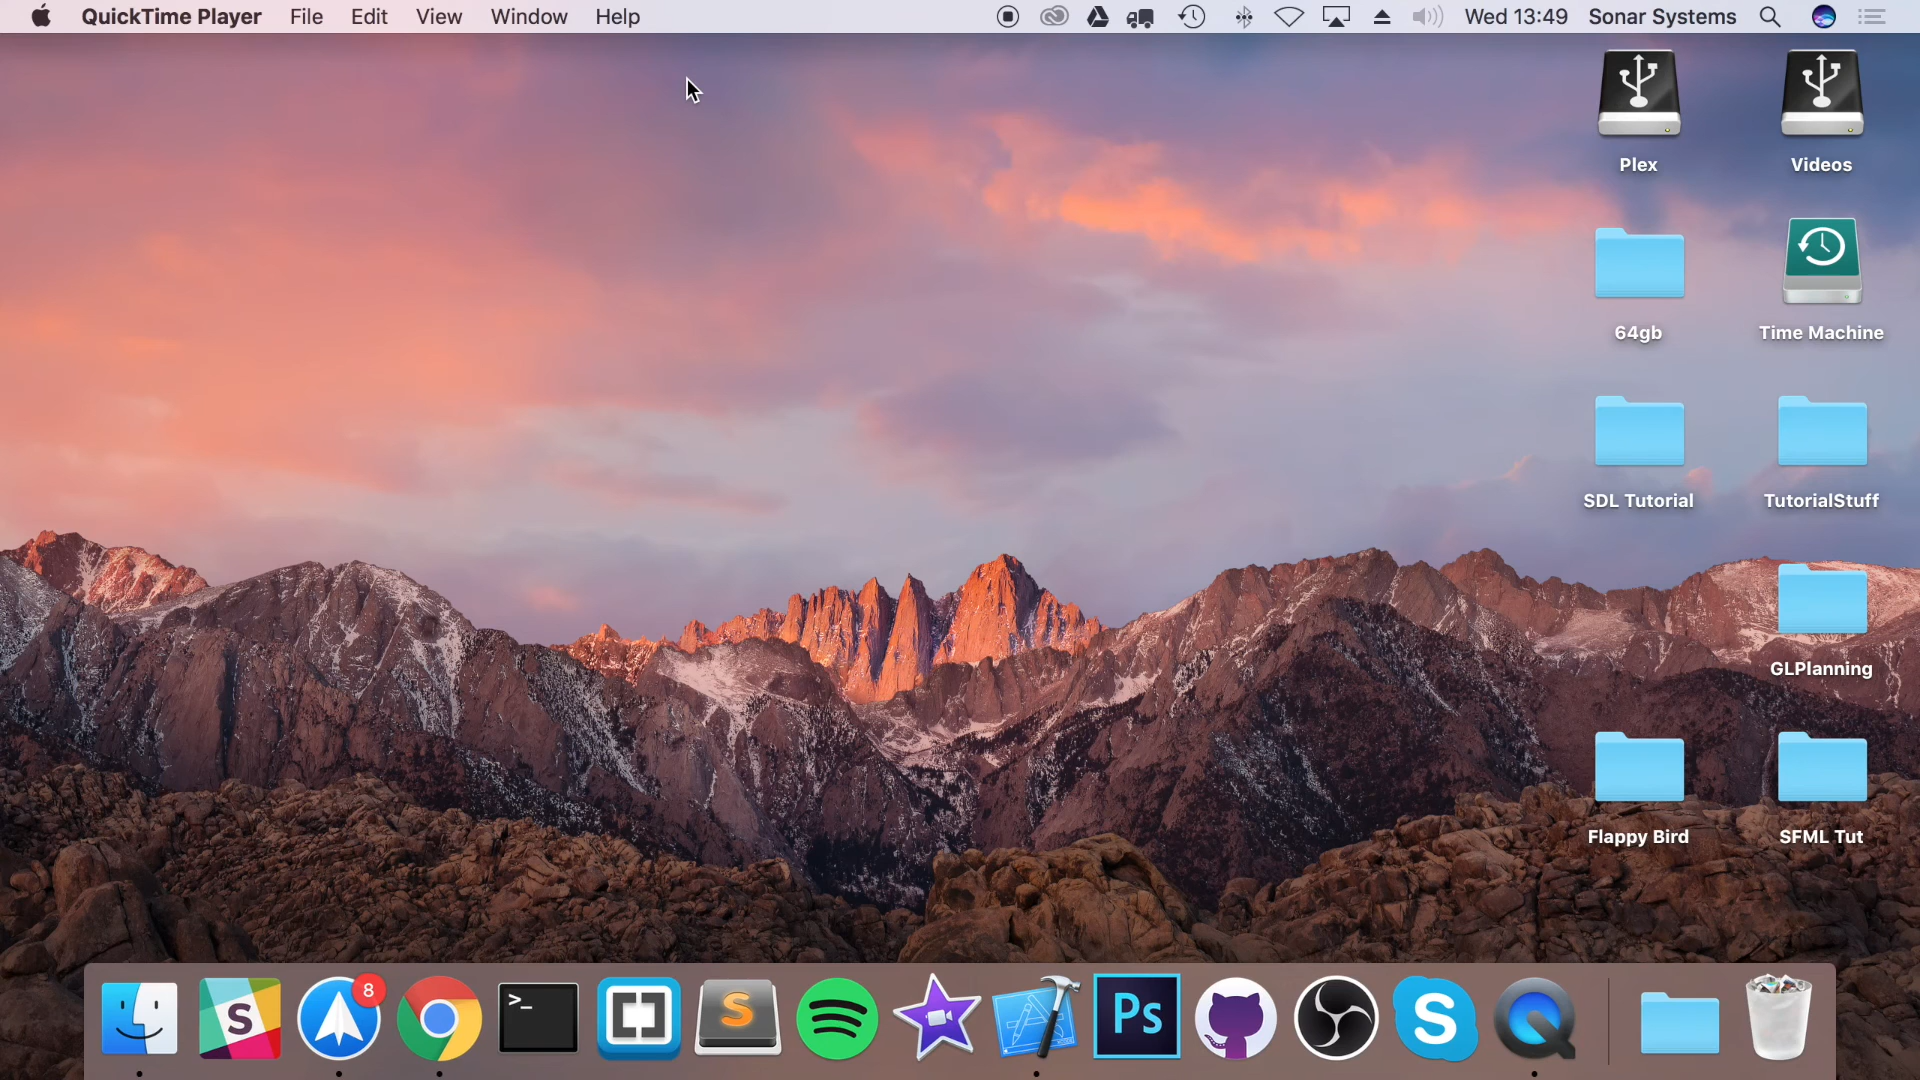 QuickTime Player File Edit View Window Help Wed 13:49 Sonar Systems
Plex Videos
64gb Time Machine
SDL Tutorial TutorialStuff
GLPlanning
Flappy Bird SFML Tut
8
S >_ S Ps S